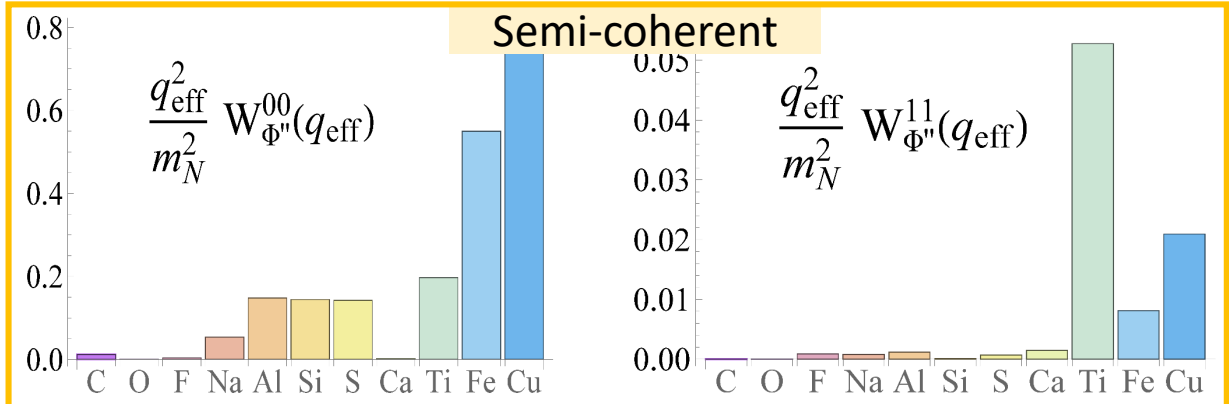 Semi-coherent
0.8
0.6
0.4
0.2
0.0
q²eff / m²N W⁰⁰Φ''(qeff)
C O F Na Al Si S Ca Ti Fe Cu
0.05
0.04
0.03
0.02
0.01
0.00
q²eff / m²N W¹¹Φ''(qeff)
C O F Na Al Si S Ca Ti Fe Cu